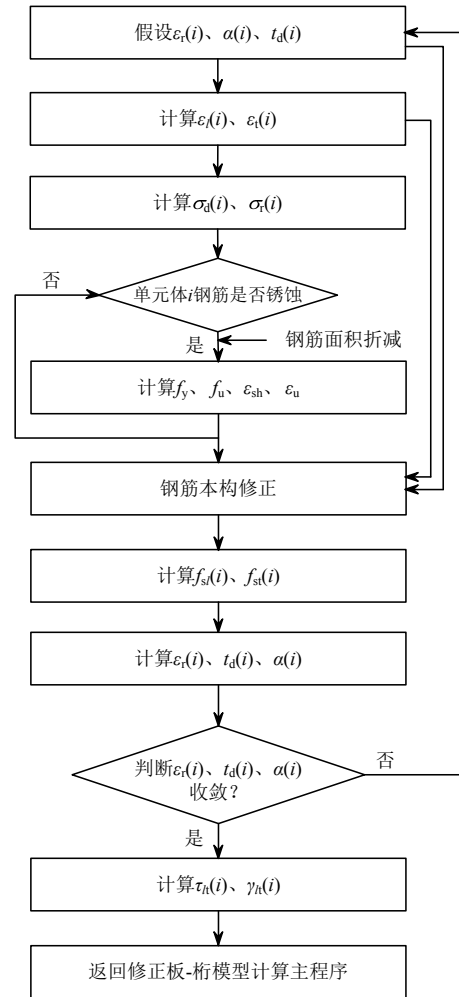 假设εr(i)、α(i)、td(i)
计算εl(i)、εt(i)
计算σd(i)、σr(i)
否
单元体i钢筋是否锈蚀
是
钢筋面积折减
计算fy、fu、εsh、εu
钢筋本构修正
计算fsl(i)、fst(i)
计算εr(i)、td(i)、α(i)
判断εr(i)、td(i)、α(i)
收敛？
否
是
计算τlt(i)、γlt(i)
返回修正板-桁模型计算主程序